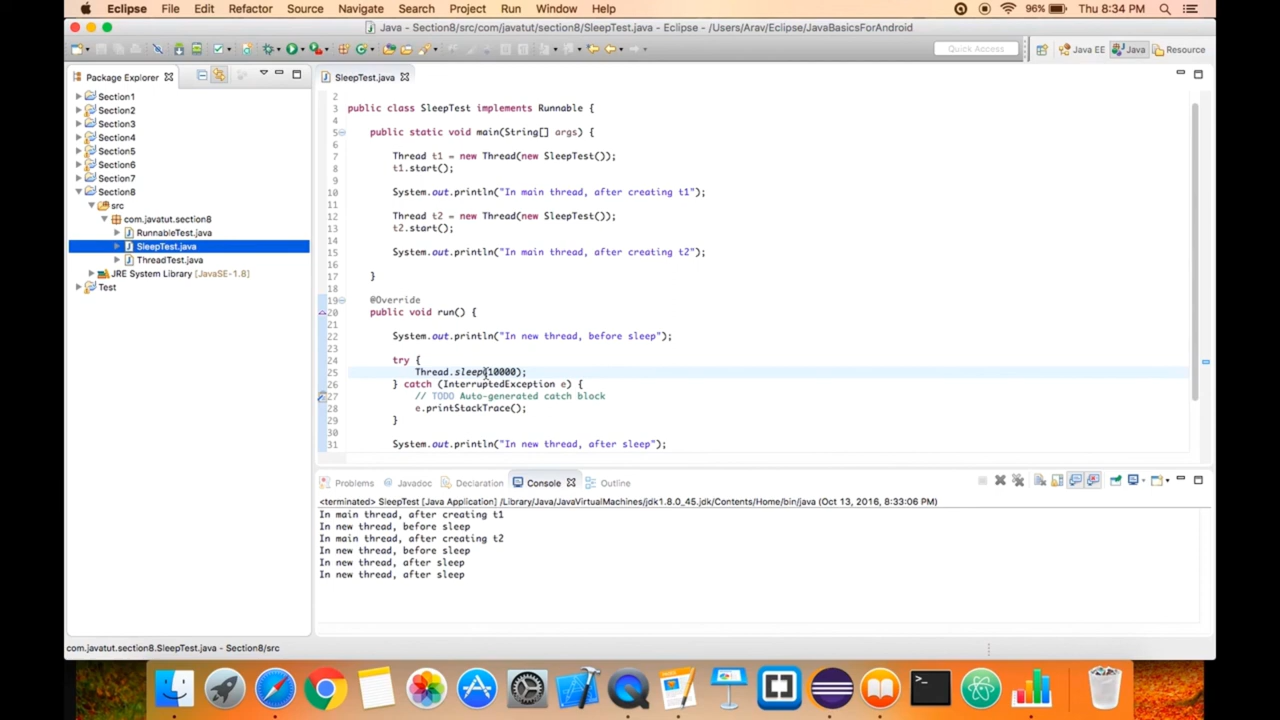 Eclipse File Edit Refactor Source Navigate Search Project Run Window Help 96% Thu 8:34 PM
Java - Section8/src/com/javatut/section8/SleepTest.java - Eclipse - /Users/Arav/Eclipse/JavaBasicsForAndroid
Quick Access Java EE Java Resource
Package Explorer
Section1
Section2
Section3
Section4
Section5
Section6
Section7
Section8
src
com.javatut.section8
RunnableTest.java
SleepTest.java
ThreadTest.java
JRE System Library [JavaSE-1.8]
Test
SleepTest.java
2
3 public class SleepTest implements Runnable {
4
5 public static void main(String[] args) {
6
7 Thread t1 = new Thread(new SleepTest());
8 t1.start();
9
10 System.out.println("In main thread, after creating t1");
11
12 Thread t2 = new Thread(new SleepTest());
13 t2.start();
14
15 System.out.println("In main thread, after creating t2");
16
17 }
18
19 @Override
20 public void run() {
21
22 System.out.println("In new thread, before sleep");
23
24 try {
25 Thread.sleep(10000);
26 } catch (InterruptedException e) {
27 // TODO Auto-generated catch block
28 e.printStackTrace();
29 }
30
31 System.out.println("In new thread, after sleep");
Problems Javadoc Declaration Console Outline
<terminated> SleepTest [Java Application] /Library/Java/JavaVirtualMachines/jdk1.8.0_45.jdk/Contents/Home/bin/java (Oct 13, 2016, 8:33:06 PM)
In main thread, after creating t1
In new thread, before sleep
In main thread, after creating t2
In new thread, before sleep
In new thread, after sleep
In new thread, after sleep
com.javatut.section8.SleepTest.java - Section8/src